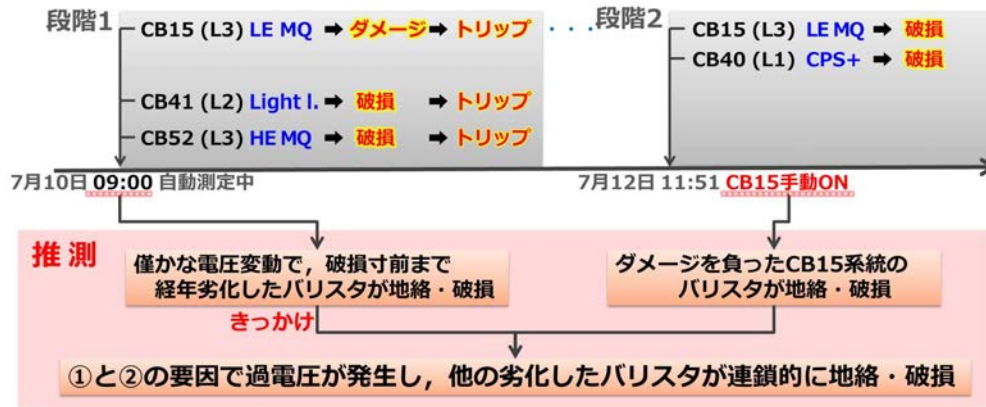 段階1
CB15 (L3) LE MQ ➡ ダメージ ➡ トリップ
CB41 (L2) Light I. ➡ 破損 ➡ トリップ
CB52 (L3) HE MQ ➡ 破損 ➡ トリップ
・・・
段階2
CB15 (L3) LE MQ ➡ 破損
CB40 (L1) CPS+ ➡ 破損
7月10日 09:00 自動測定中
7月12日 11:51 CB15手動ON
推測
僅かな電圧変動で，破損寸前まで
経年劣化したバリスタが地絡・破損
きっかけ
ダメージを負ったCB15系統の
バリスタが地絡・破損
①と②の要因で過電圧が発生し，他の劣化したバリスタが連鎖的に地絡・破損